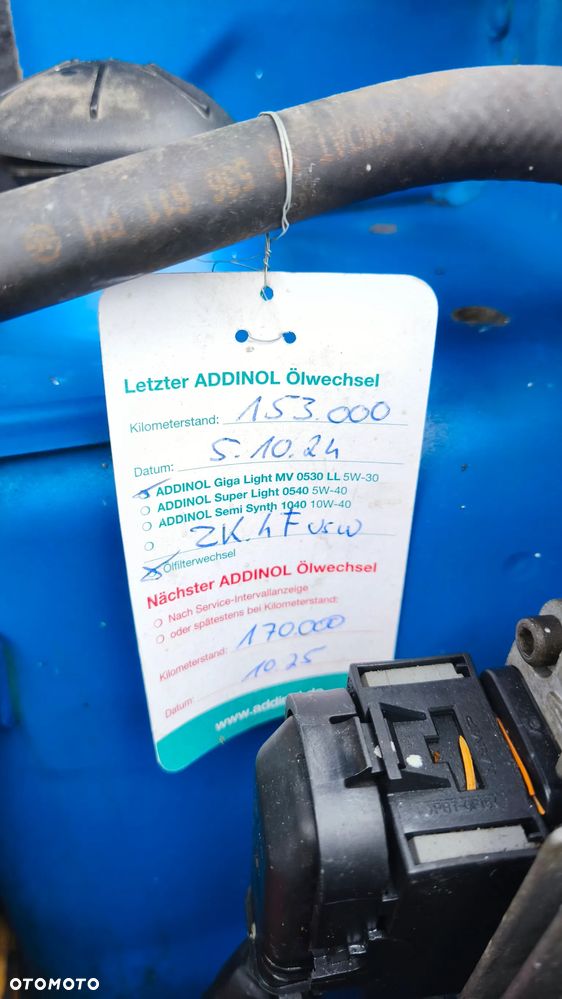 Letzter ADDINOL Ölwechsel
Kilometerstand: 153.000
Datum: 5.10.24
ADDINOL Giga Light MV 0530 LL 5W-30
ADDINOL Super Light 0540 5W-40
ADDINOL Semi Synth 1040 10W-40
Ölfilterwechsel
Nächster ADDINOL Ölwechsel
Nach Service-Intervallanzeige
oder spätestens bei Kilometerstand:
Kilometerstand: 170.000
Datum: 10.25
www.addinol.de
OTOMOTO